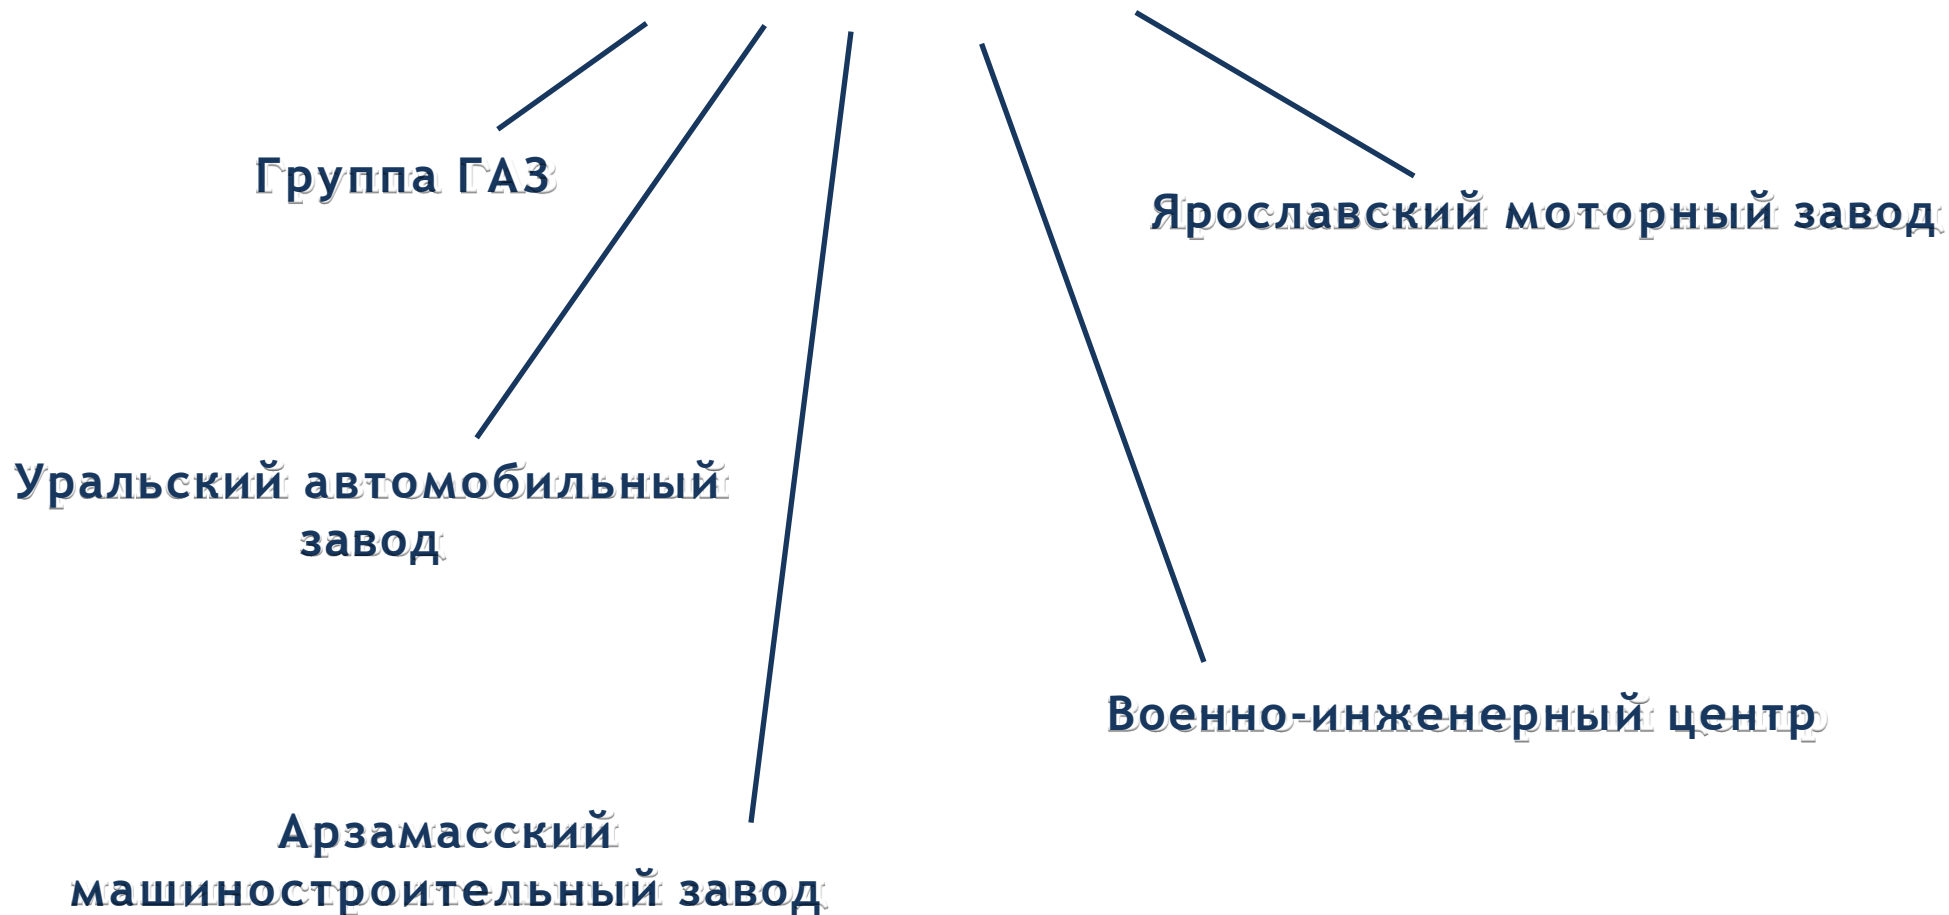 Группа ГАЗ
Ярославский моторный завод
Уральский автомобильный
завод
Военно-инженерный центр
Арзамасский
машиностроительный завод